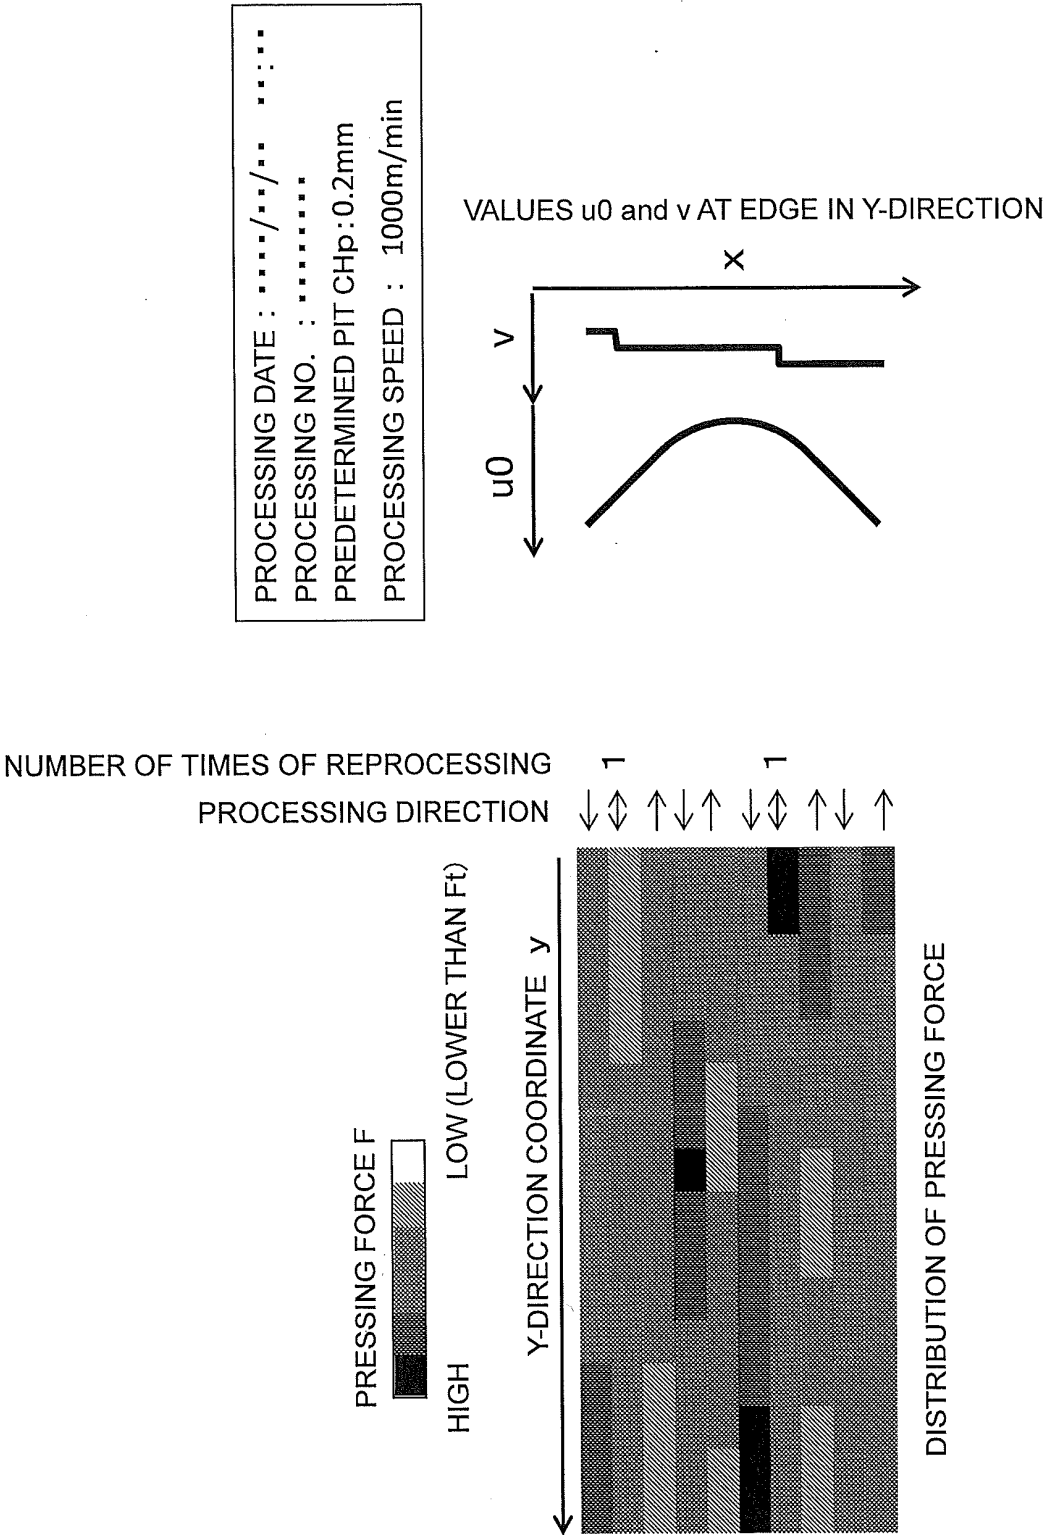 PROCESSING DATE : ▪▪▪▪/▪▪/▪▪ ▪▪:▪▪
PROCESSING NO. : ▪▪▪▪▪▪▪▪
PREDETERMINED PIT CHp:0.2mm
PROCESSING SPEED : 1000m/min
VALUES u0 and v AT EDGE IN Y-DIRECTION
X
v
u0
NUMBER OF TIMES OF REPROCESSING
1
1
PROCESSING DIRECTION
PRESSING FORCE F
HIGH
LOW (LOWER THAN Ft)
Y-DIRECTION COORDINATE y
DISTRIBUTION OF PRESSING FORCE